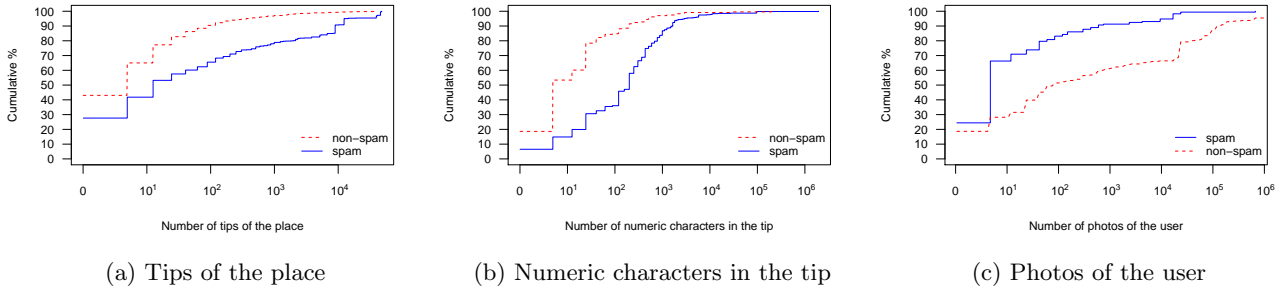 Cumulative %
100
90
80
70
60
50
40
30
20
10
0
non−spam
spam
0 10^1 10^2 10^3 10^4
Number of tips of the place
(a) Tips of the place
Cumulative %
100
90
80
70
60
50
40
30
20
10
0
non−spam
spam
0 10^1 10^2 10^3 10^4 10^5 10^6
Number of numeric characters in the tip
(b) Numeric characters in the tip
Cumulative %
100
90
80
70
60
50
40
30
20
10
0
spam
non−spam
0 10^1 10^2 10^3 10^4 10^5 10^6
Number of photos of the user
(c) Photos of the user